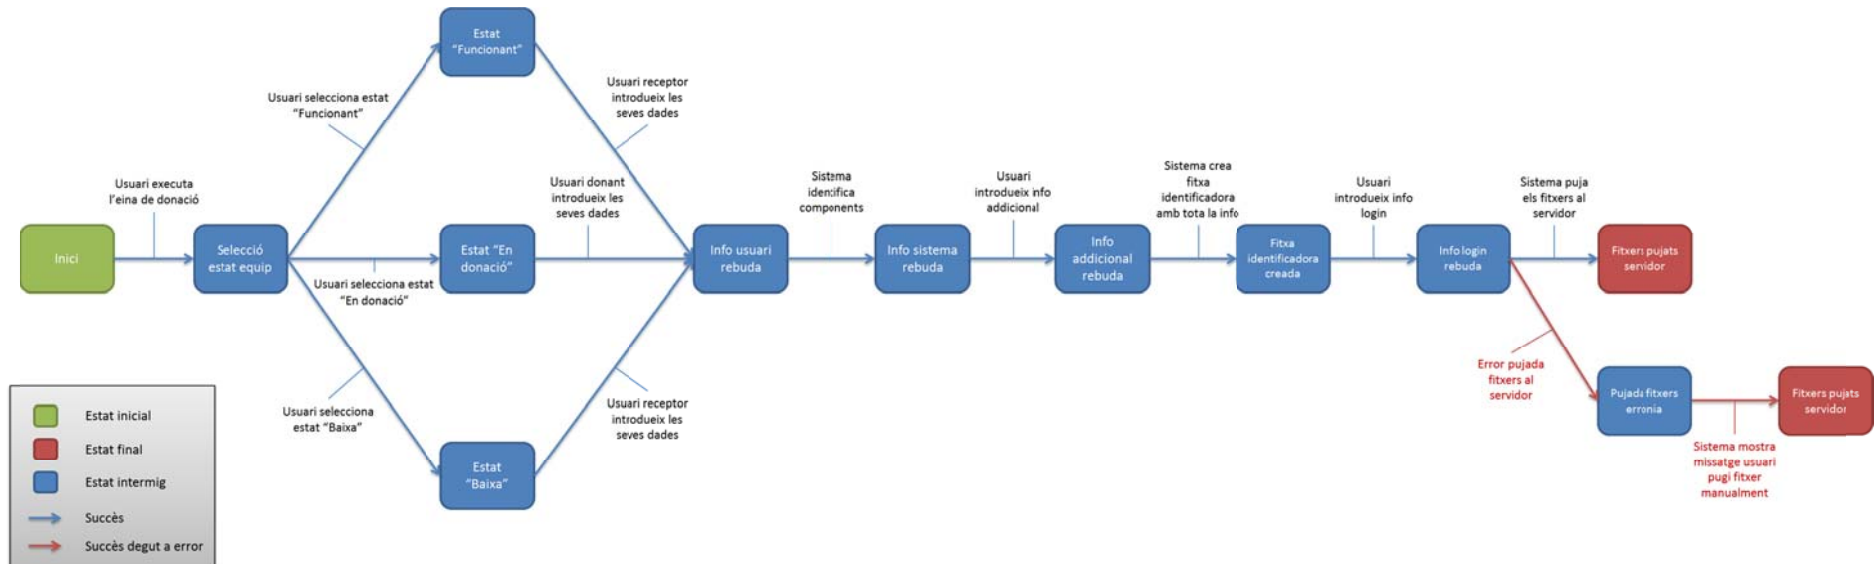 Estat
“Funcionant”
Usuari selecciona estat
“Funcionant”
Usuari receptor
introdueix les
seves dades
Usuari executa
l’eina de donació
Usuari donant
introdueix les
seves dades
Sistema
identifica
components
Usuari
introdueix info
addicional
Sistema crea
fitxa
identificadora
amb tota la info
Usuari
introdueix info
login
Sistema puja
els fitxers al
servidor
Inici
Selecció
estat equip
Estat “En
donació”
Info usuari
rebuda
Info sistema
rebuda
Info
addicional
rebuda
Fitxa
identificadora
creada
Info login
rebuda
Fitxers pujats
servidor
Usuari selecciona estat
“En donació”
Usuari selecciona
estat “Baixa”
Usuari receptor
introdueix les
seves dades
Estat
“Baixa”
Error pujada
fitxers al
servidor
Pujada fitxers
erronia
Fitxers pujats
servidor
Sistema mostra
missatge usuari
pugi fitxer
manualment
Estat inicial
Estat final
Estat intermig
Succès
Succès degut a error